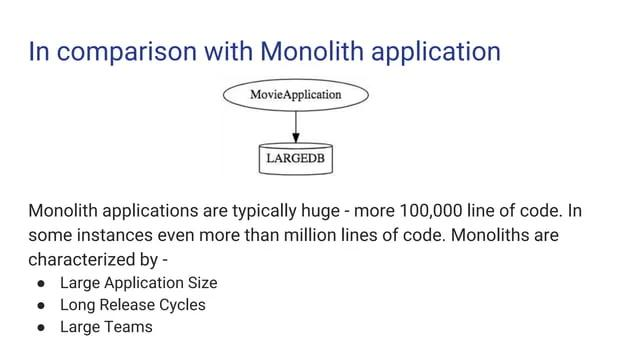 In comparison with Monolith application
MovieApplication
LARGEDB
Monolith applications are typically huge - more 100,000 line of code. In
some instances even more than million lines of code. Monoliths are
characterized by -
● Large Application Size
● Long Release Cycles
● Large Teams